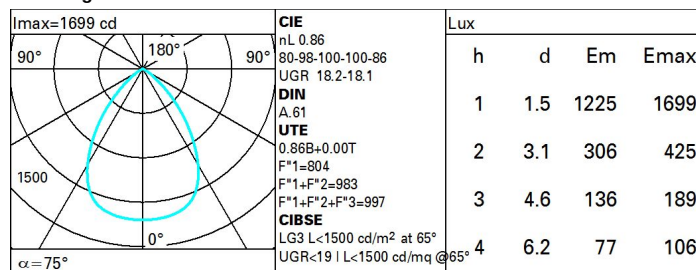 Imax=1699 cd
90°
180°
90°
1500
0°
α=75°
CIE
nL 0.86
80-98-100-100-86
UGR 18.2-18.1
DIN
A.61
UTE
0.86B+0.00T
F"1=804
F"1+F"2=983
F"1+F"2+F"3=997
CIBSE
LG3 L<1500 cd/m² at 65°
UGR<19 | L<1500 cd/mq @65°
Lux
h d Em Emax
1 1.5 1225 1699
2 3.1 306 425
3 4.6 136 189
4 6.2 77 106